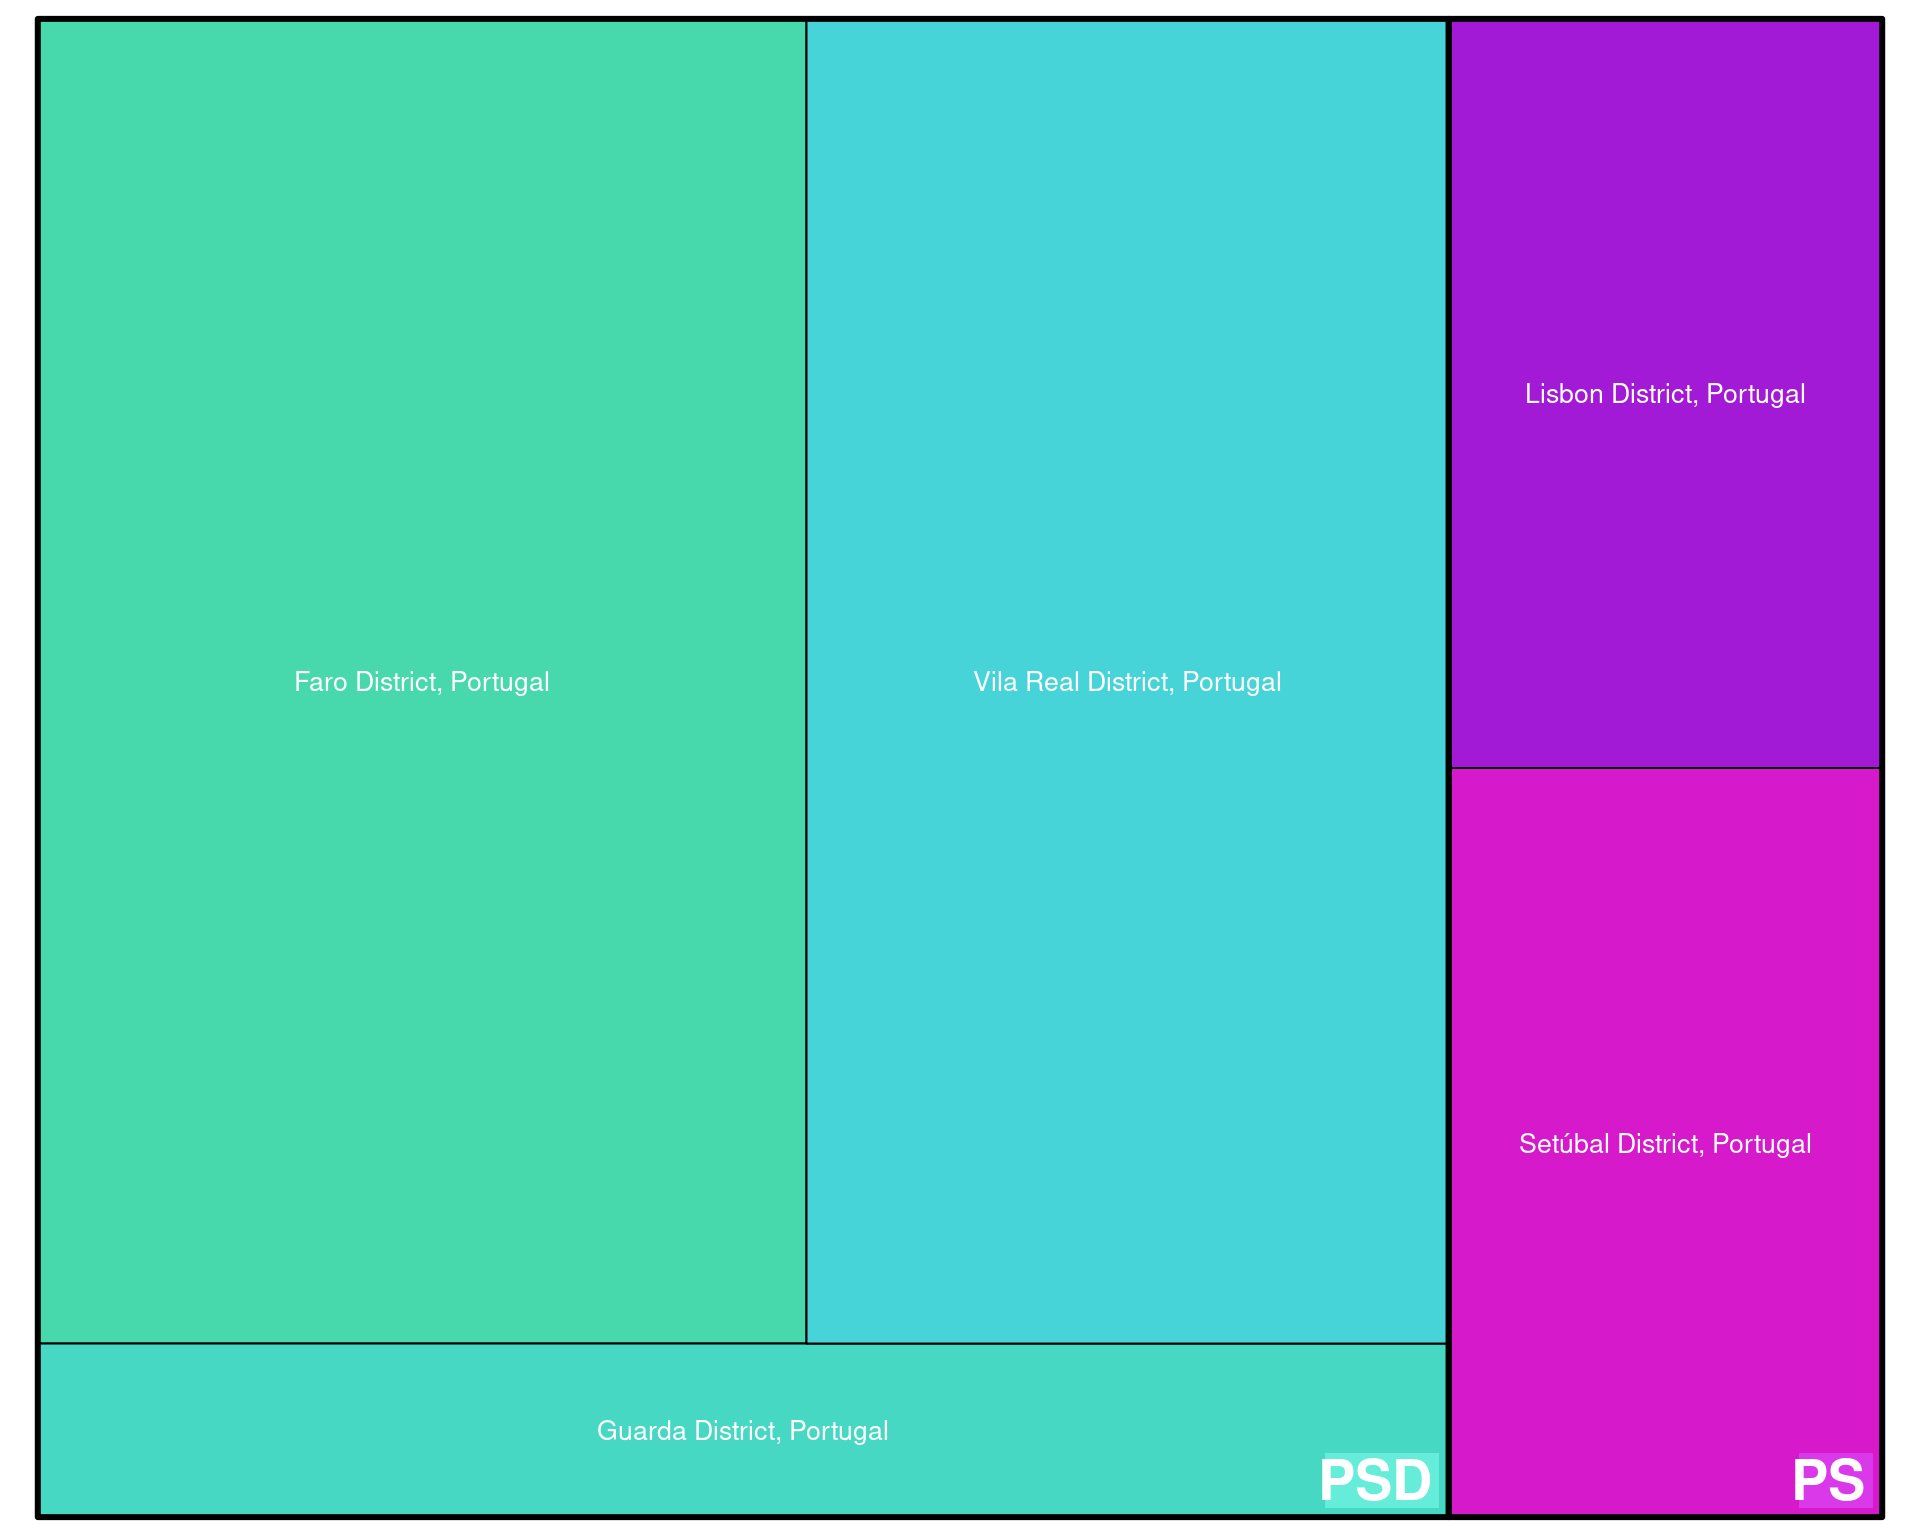 Faro District, Portugal
Vila Real District, Portugal
Lisbon District, Portugal
Setúbal District, Portugal
Guarda District, Portugal
PSD
PS